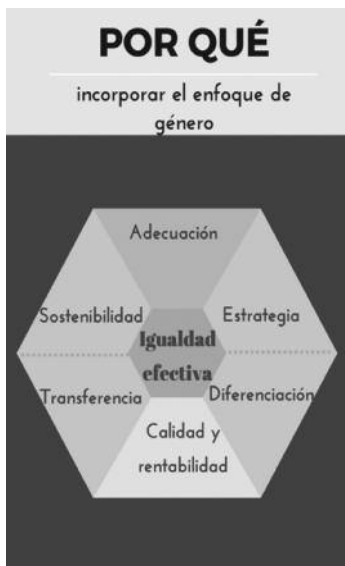 POR QUÉ
incorporar el enfoque de
género
Adecuación
Sostenibilidad
Estrategia
Igualdad
efectiva
Transferencia
Diferenciación
Calidad y
rentabilidad